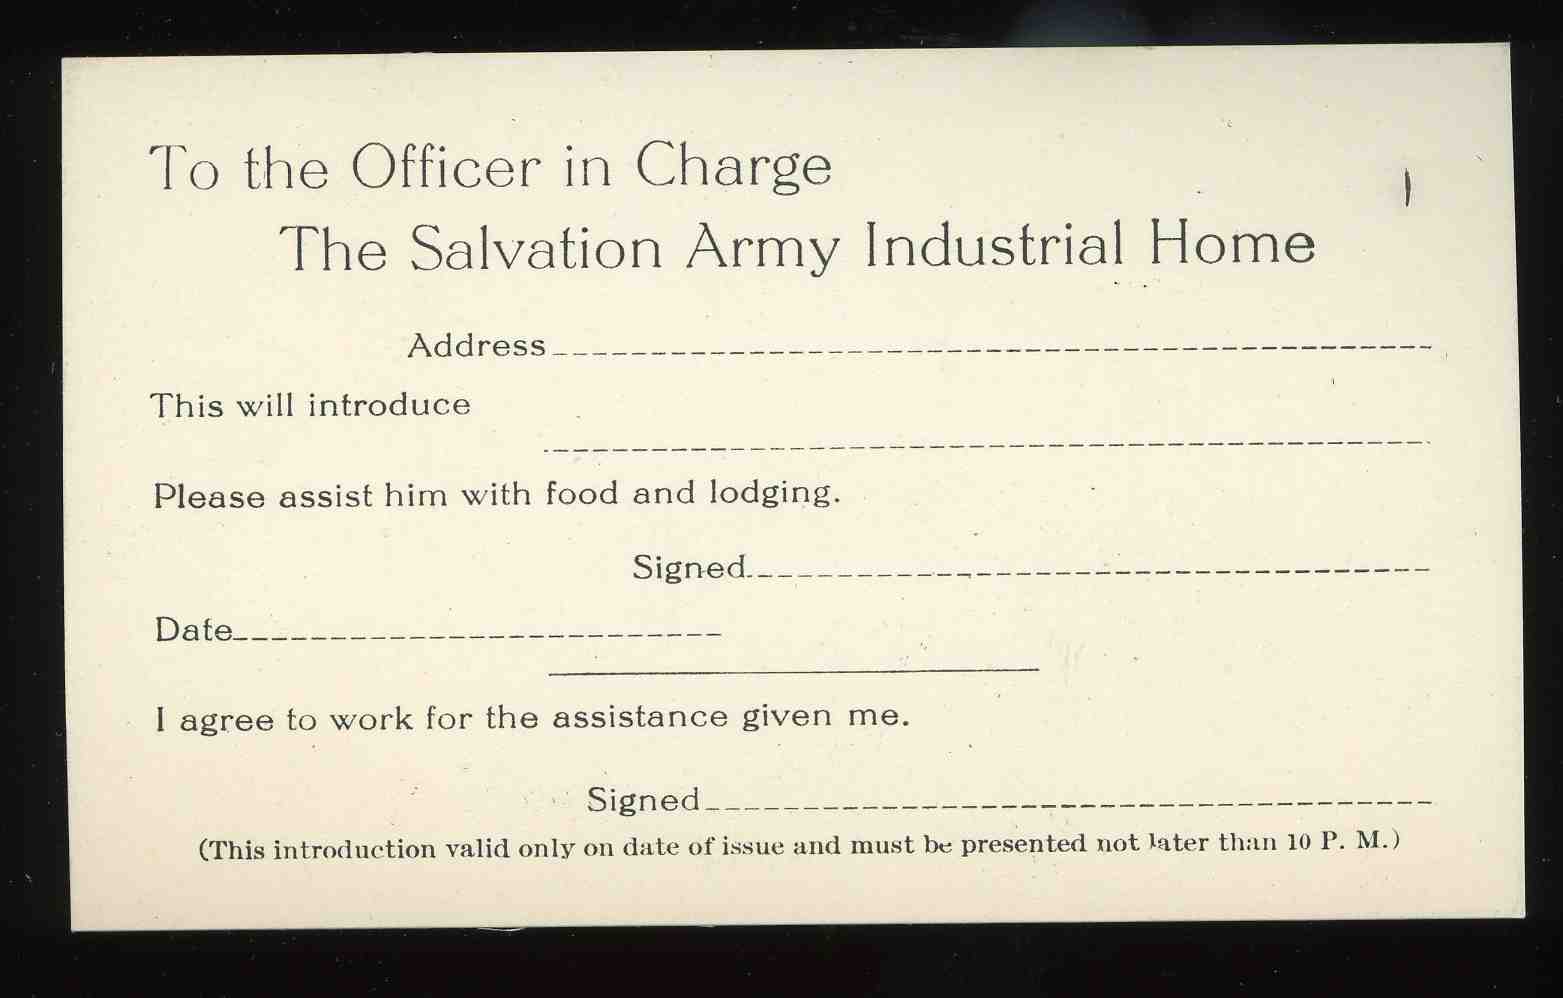 To the Officer in Charge
The Salvation Army Industrial Home
Address
This will introduce
Please assist him with food and lodging.
Signed
Date
I agree to work for the assistance given me.
Signed
(This introduction valid only on date of issue and must be presented not later than 10 P. M.)